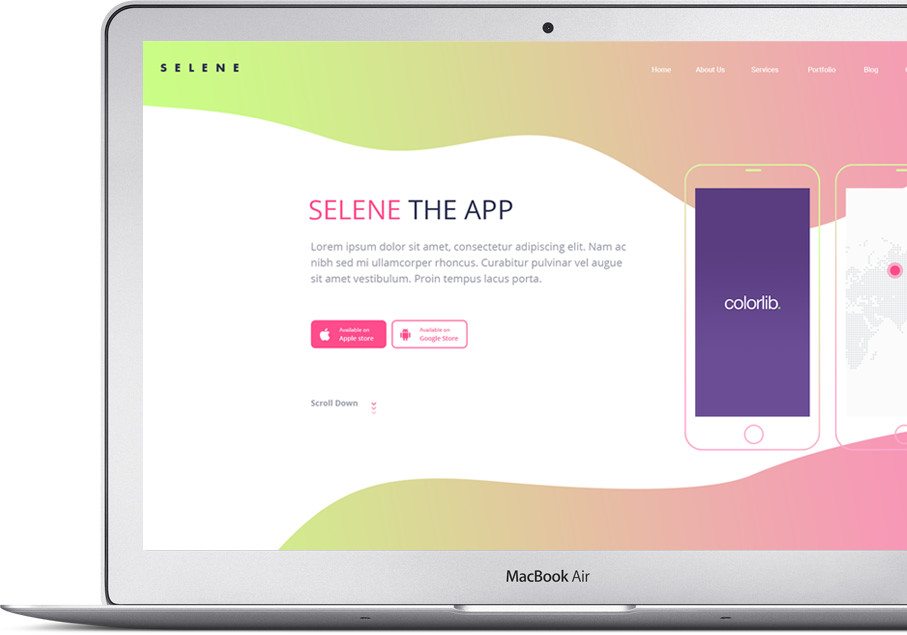 SELENE
Home About Us Services Portfolio Blog
SELENE THE APP
Lorem ipsum dolor sit amet, consectetur adipiscing elit. Nam ac
nibh sed mi ullamcorper rhoncus. Curabitur pulvinar vel augue
sit amet vestibulum. Proin tempus lacus porta.
Available on
Apple store
Available on
Google Store
colorlib.
Scroll Down
MacBook Air